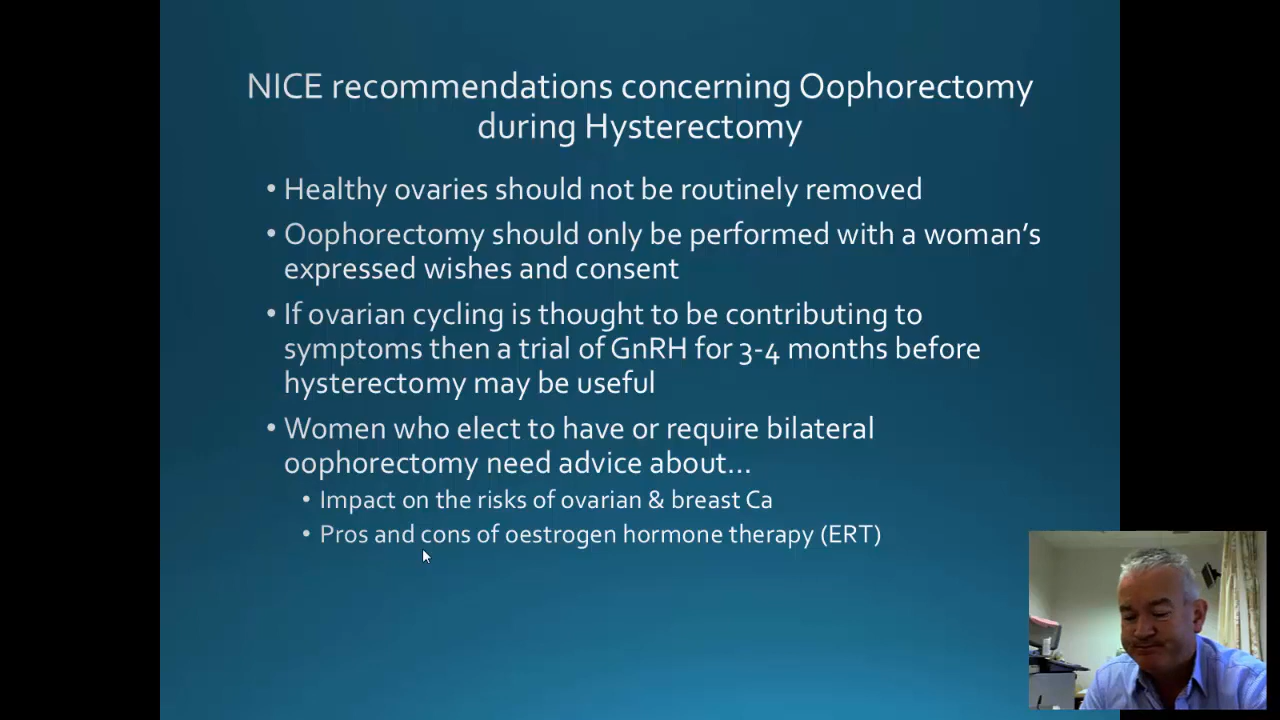 NICE recommendations concerning Oophorectomy
during Hysterectomy
• Healthy ovaries should not be routinely removed
• Oophorectomy should only be performed with a woman’s
expressed wishes and consent
• If ovarian cycling is thought to be contributing to
symptoms then a trial of GnRH for 3-4 months before
hysterectomy may be useful
• Women who elect to have or require bilateral
oophorectomy need advice about…
• Impact on the risks of ovarian & breast Ca
• Pros and cons of oestrogen hormone therapy (ERT)